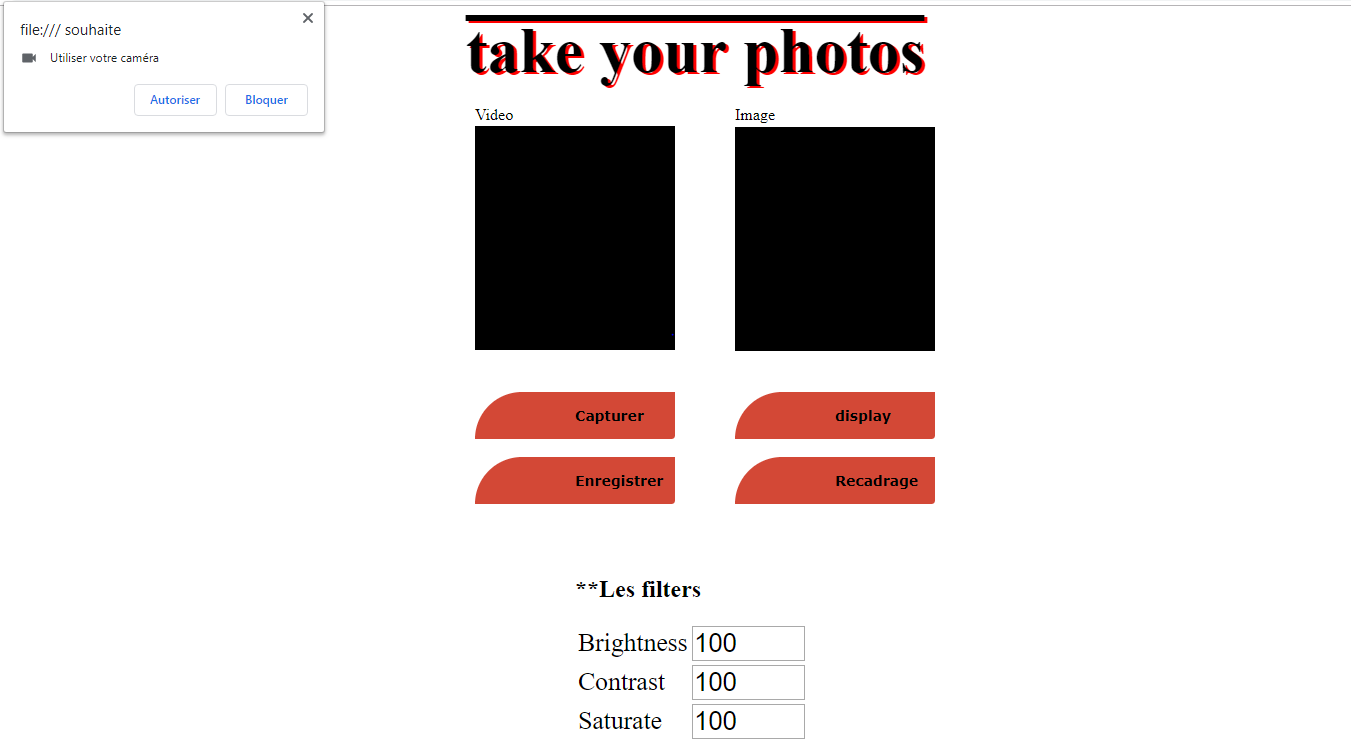 file:/// souhaite
Utiliser votre caméra
Autoriser
Bloquer
take your photos
Video
Image
Capturer
display
Enregistrer
Recadrage
**Les filters
Brightness 100
Contrast 100
Saturate 100